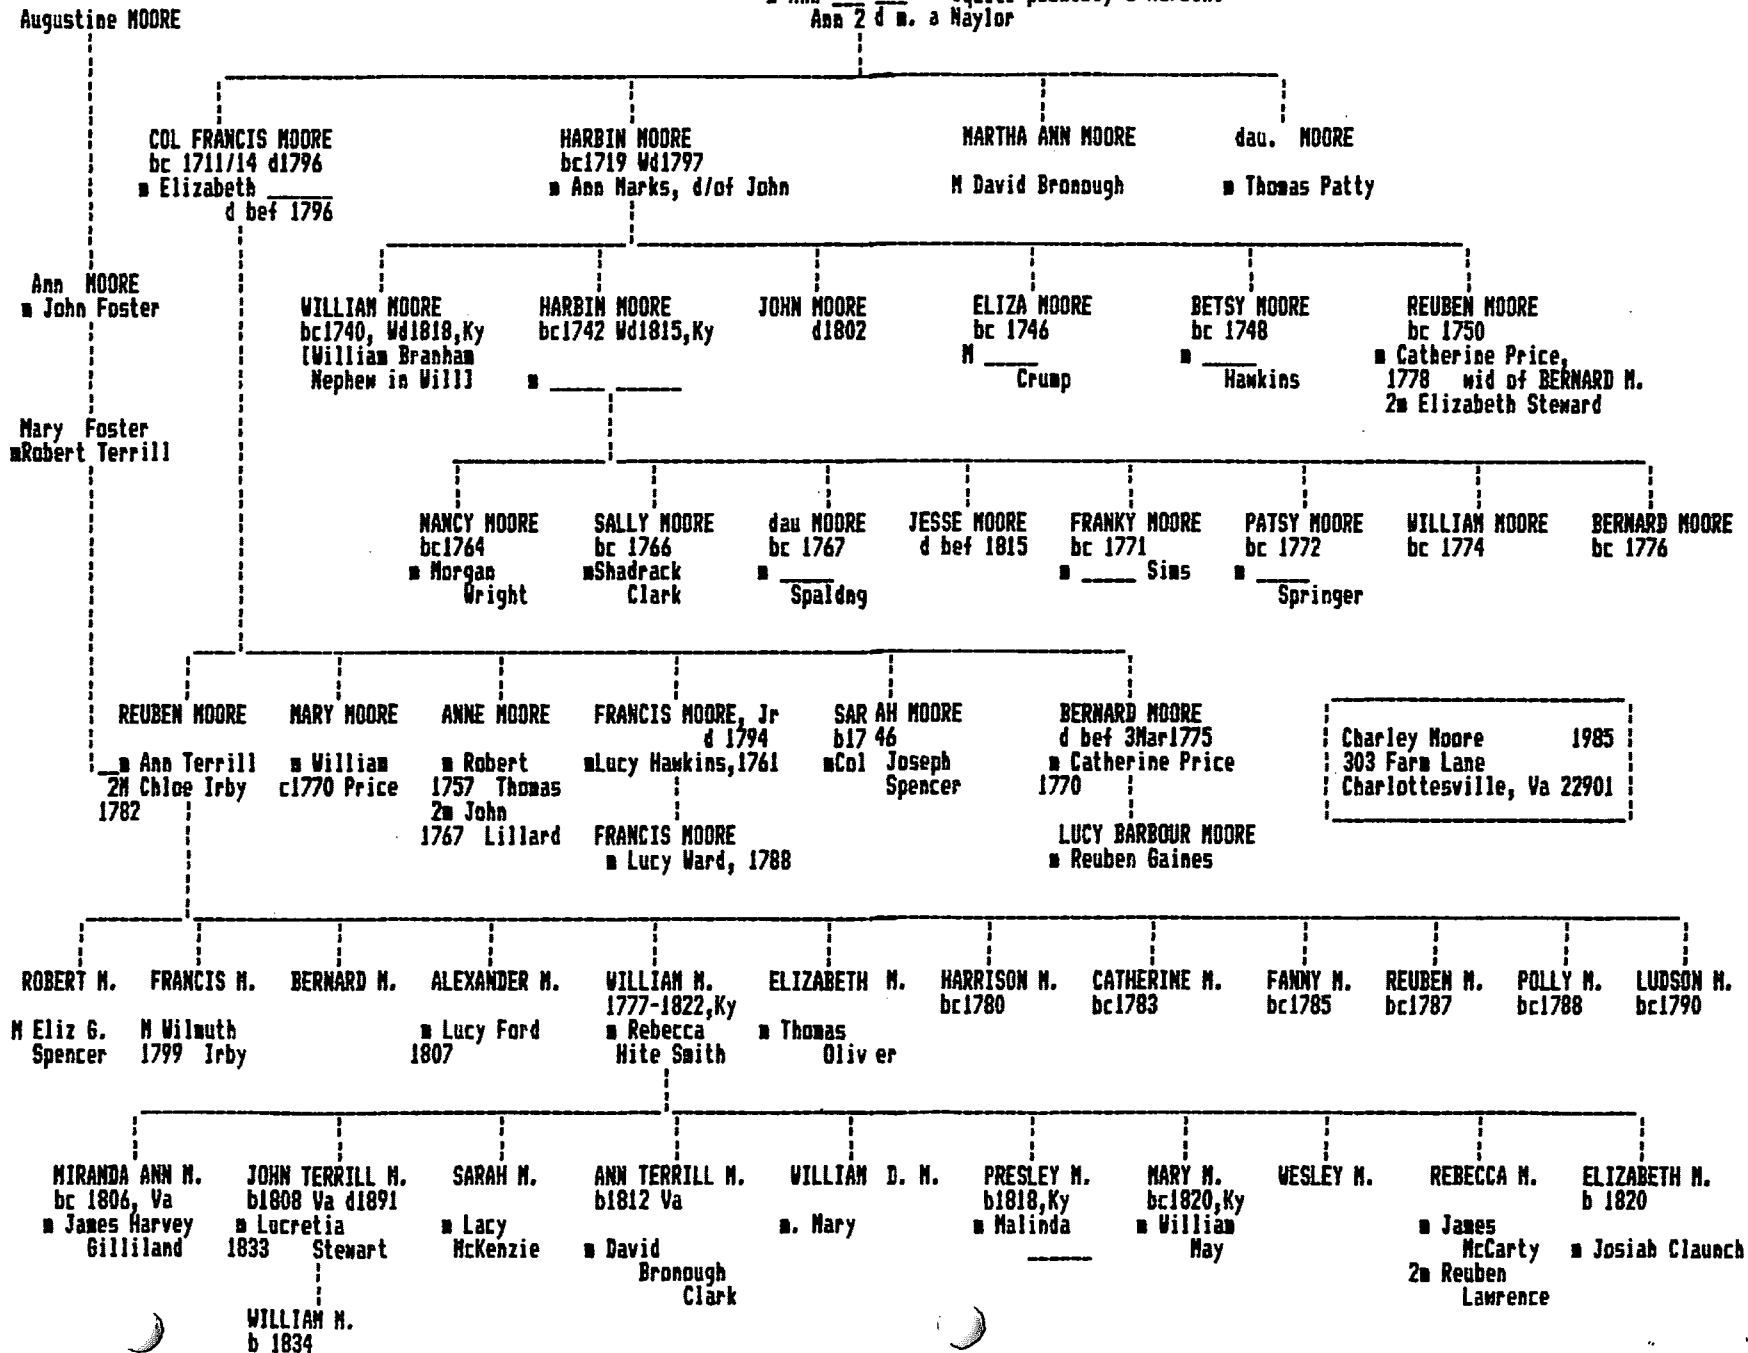 Augustine MOORE
Ann 2 d m. a Naylor
COL FRANCIS MOORE
bc 1711/14 d1796
m Elizabeth ______
d bef 1796
HARBIN MOORE
bc1719 Wd1797
m Ann Marks, d/of John
MARTHA ANN MOORE
M David Bronough
dau. MOORE
m Thomas Patty
Ann MOORE
m John Foster
WILLIAM MOORE
bc1740, Wd1818,Ky
[William Branham
Nephew in Will]
HARBIN MOORE
bc1742 Wd1815,Ky
m _____ ______
JOHN MOORE
d1802
ELIZA MOORE
bc 1746
M ____
Crump
BETSY MOORE
bc 1748
m ____
Hawkins
REUBEN MOORE
bc 1750
m Catherine Price,
1778 wid of BERNARD M.
2m Elizabeth Steward
Mary Foster
mRobert Terrill
NANCY MOORE
bc1764
m Morgan
Wright
SALLY MOORE
bc 1766
mShadrack
Clark
dau MOORE
bc 1767
m ____
Spaldng
JESSE MOORE
d bef 1815
FRANKY MOORE
bc 1771
m ____ Sims
PATSY MOORE
bc 1772
m ____
Springer
WILLIAM MOORE
bc 1774
BERNARD MOORE
bc 1776
REUBEN MOORE
__m Ann Terrill
2M Chloe Irby
1782
MARY MOORE
m William
c1770 Price
ANNE MOORE
m Robert
1757 Thomas
2m John
1767 Lillard
FRANCIS MOORE, Jr
d 1794
mLucy Hawkins,1761
FRANCIS MOORE
m Lucy Ward, 1788
SAR AH MOORE
b17 46
mCol Joseph
Spencer
BERNARD MOORE
d bef 3Mar1775
m Catherine Price
1770
LUCY BARBOUR MOORE
m Reuben Gaines
Charley Moore 1985
303 Farm Lane
Charlottesville, Va 22901
ROBERT M.
M Eliz G.
Spencer
FRANCIS M.
M Wilmuth
1799 Irby
BERNARD M.
ALEXANDER M.
m Lucy Ford
1807
WILLIAM M.
1777-1822,Ky
m Rebecca
Hite Smith
ELIZABETH M.
m Thomas
Oliv er
HARRISON M.
bc1780
CATHERINE M.
bc1783
FANNY M.
bc1785
REUBEN M.
bc1787
POLLY M.
bc1788
LUDSON M.
bc1790
MIRANDA ANN M.
bc 1806, Va
m James Harvey
Gilliland
JOHN TERRILL M.
b1808 Va d1891
m Lucretia
1833 Stewart
WILLIAM M.
b 1834
SARAH M.
m Lacy
McKenzie
ANN TERRILL M.
b1812 Va
m David
Bronough
Clark
WILLIAM D. M.
m. Mary
PRESLEY M.
b1818,Ky
m Malinda
_____
MARY M.
bc1820,Ky
m William
May
WESLEY M.
REBECCA M.
m James
McCarty
2m Reuben
Lawrence
ELIZABETH M.
b 1820
m Josiah Claunch